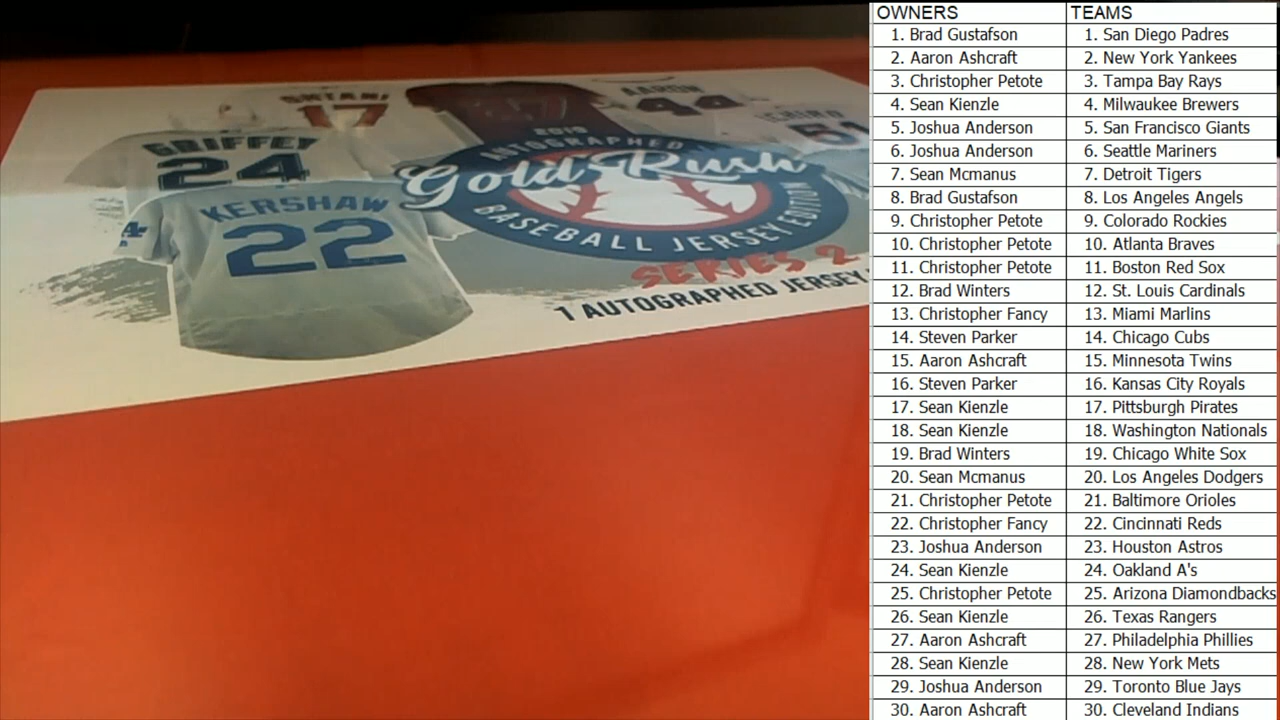 OHTANI
17
AARON
44
ICHIRO
51
GRIFFEY
24
KERSHAW
22
2019
AUTOGRAPHED
Gold Rush
BASEBALL JERSEY EDITION
SERIES 2
1 AUTOGRAPHED JERSEY
OWNERS TEAMS
1. Brad Gustafson 1. San Diego Padres
2. Aaron Ashcraft 2. New York Yankees
3. Christopher Petote 3. Tampa Bay Rays
4. Sean Kienzle 4. Milwaukee Brewers
5. Joshua Anderson 5. San Francisco Giants
6. Joshua Anderson 6. Seattle Mariners
7. Sean Mcmanus 7. Detroit Tigers
8. Brad Gustafson 8. Los Angeles Angels
9. Christopher Petote 9. Colorado Rockies
10. Christopher Petote 10. Atlanta Braves
11. Christopher Petote 11. Boston Red Sox
12. Brad Winters 12. St. Louis Cardinals
13. Christopher Fancy 13. Miami Marlins
14. Steven Parker 14. Chicago Cubs
15. Aaron Ashcraft 15. Minnesota Twins
16. Steven Parker 16. Kansas City Royals
17. Sean Kienzle 17. Pittsburgh Pirates
18. Sean Kienzle 18. Washington Nationals
19. Brad Winters 19. Chicago White Sox
20. Sean Mcmanus 20. Los Angeles Dodgers
21. Christopher Petote 21. Baltimore Orioles
22. Christopher Fancy 22. Cincinnati Reds
23. Joshua Anderson 23. Houston Astros
24. Sean Kienzle 24. Oakland A's
25. Christopher Petote 25. Arizona Diamondbacks
26. Sean Kienzle 26. Texas Rangers
27. Aaron Ashcraft 27. Philadelphia Phillies
28. Sean Kienzle 28. New York Mets
29. Joshua Anderson 29. Toronto Blue Jays
30. Aaron Ashcraft 30. Cleveland Indians